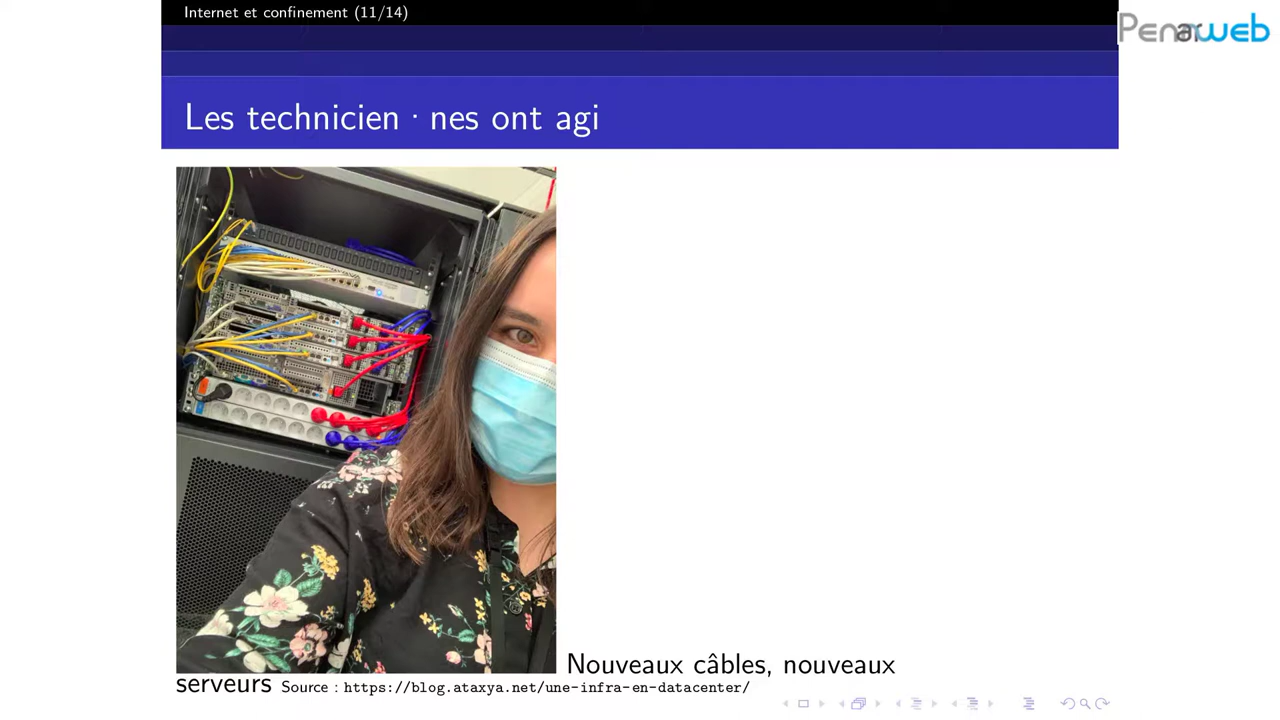 Internet et confinement (11/14)
Penarweb
Les technicien · nes ont agi
Nouveaux câbles, nouveaux
serveurs Source : https://blog.ataxya.net/une-infra-en-datacenter/